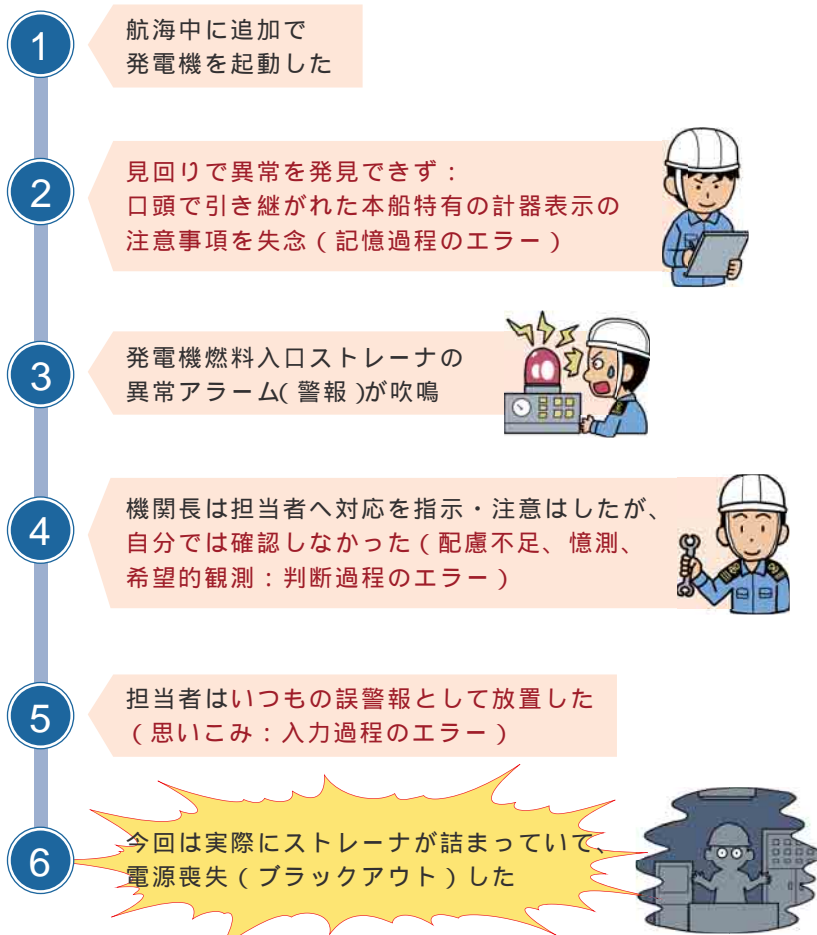 1
航海中に追加で
発電機を起動した
2
見回りで異常を発見できず：
口頭で引き継がれた本船特有の計器表示の
注意事項を失念（記憶過程のエラー）
3
発電機燃料入口ストレーナの
異常アラーム（警報）が吹鳴
4
機関長は担当者へ対応を指示・注意はしたが、
自分では確認しなかった（配慮不足、憶測、
希望的観測：判断過程のエラー）
5
担当者はいつもの誤警報として放置した
（思いこみ：入力過程のエラー）
6
今回は実際にストレーナが詰まっていて、
電源喪失（ブラックアウト）した